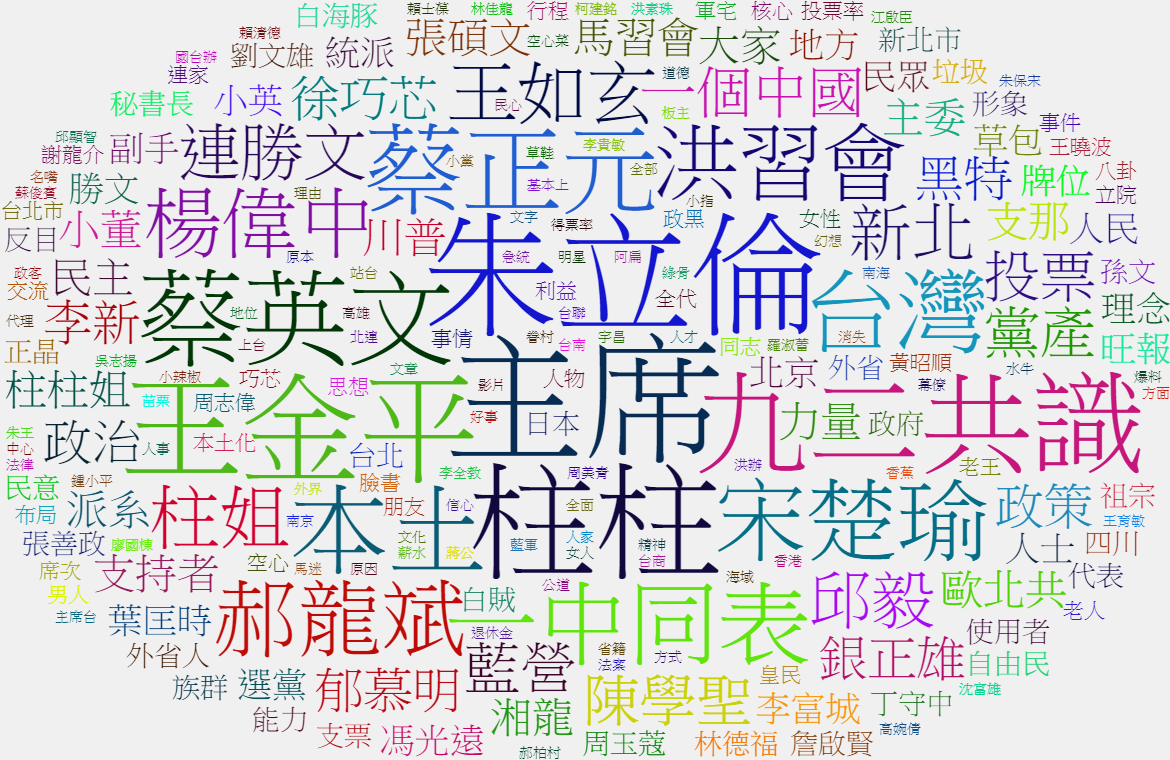 白海豚
賴士葆
林佳龍
行程
柯建銘
洪素珠
軍宅
核心
投票率
江啟臣
賴清德
張碩文
空心菜
馬習會
大家
地方
新北市
國台辦
劉文雄
統派
連家
道德
民眾
垃圾
朱保宋
秘書長
小英
徐巧芯
王如玄
一個中國
民心
板主
主委
形象
事件
邱顯智
謝龍介
副手
連勝文
蔡正元
小黨
草鞋
李貴敏
全部
洪習會
草包
王曉波
黑特
八卦
名嘴
蘇俊賓
勝文
理由
基本上
小指
牌位
立院
台北市
小董
楊偉中
川普
文字
得票率
政黑
女性
新北
支那
人民
反目
原本
朱立倫
急統
明星
阿扁
綠骨
幻想
政客
交流
民主
蔡英文
站台
利益
台聯
全代
台灣
南海
投票
孫文
代理
李新
地位
高雄
北連
事情
眷村
宇昌
人才
消失
黨產
理念
正晶
上台
台南
同志
羅淑蕾
旺報
吳志揚
小辣椒
文章
主席
北京
外省
黃昭順
水牛
柱柱姐
王金平
巧芯
思想
影片
人物
幕僚
爆料
方面
苗栗
周志偉
好事
日本
九二共識
力量
政府
朱王
中心
法律
政治
人事
本土化
台北
鍾小平
外界
臉書
李全教
周美青
洪辦
香蕉
老王
民意
布局
派系
柱姐
南京
本土
朋友
信心
柱柱
全面
宋楚瑜
政策
祖宗
王育敏
張善政
廖國棟
文化
薪水
蔣公
藍軍
人家
女人
精神
台商
香港
人士
四川
席次
支持者
空心
馬迷
原因
公道
海域
代表
男人
主席台
葉匡時
郝龍斌
白賊
一中同表
邱毅
歐北共
老人
外省人
退休金
省籍
法案
方式
銀正雄
使用者
自由民
族群
選黨
郁慕明
藍營
皇民
沈富雄
能力
湘龍
陳學聖
李富城
丁守中
支票
馮光遠
郝柏村
周玉蔻
林德福
詹啟賢
高婉倩